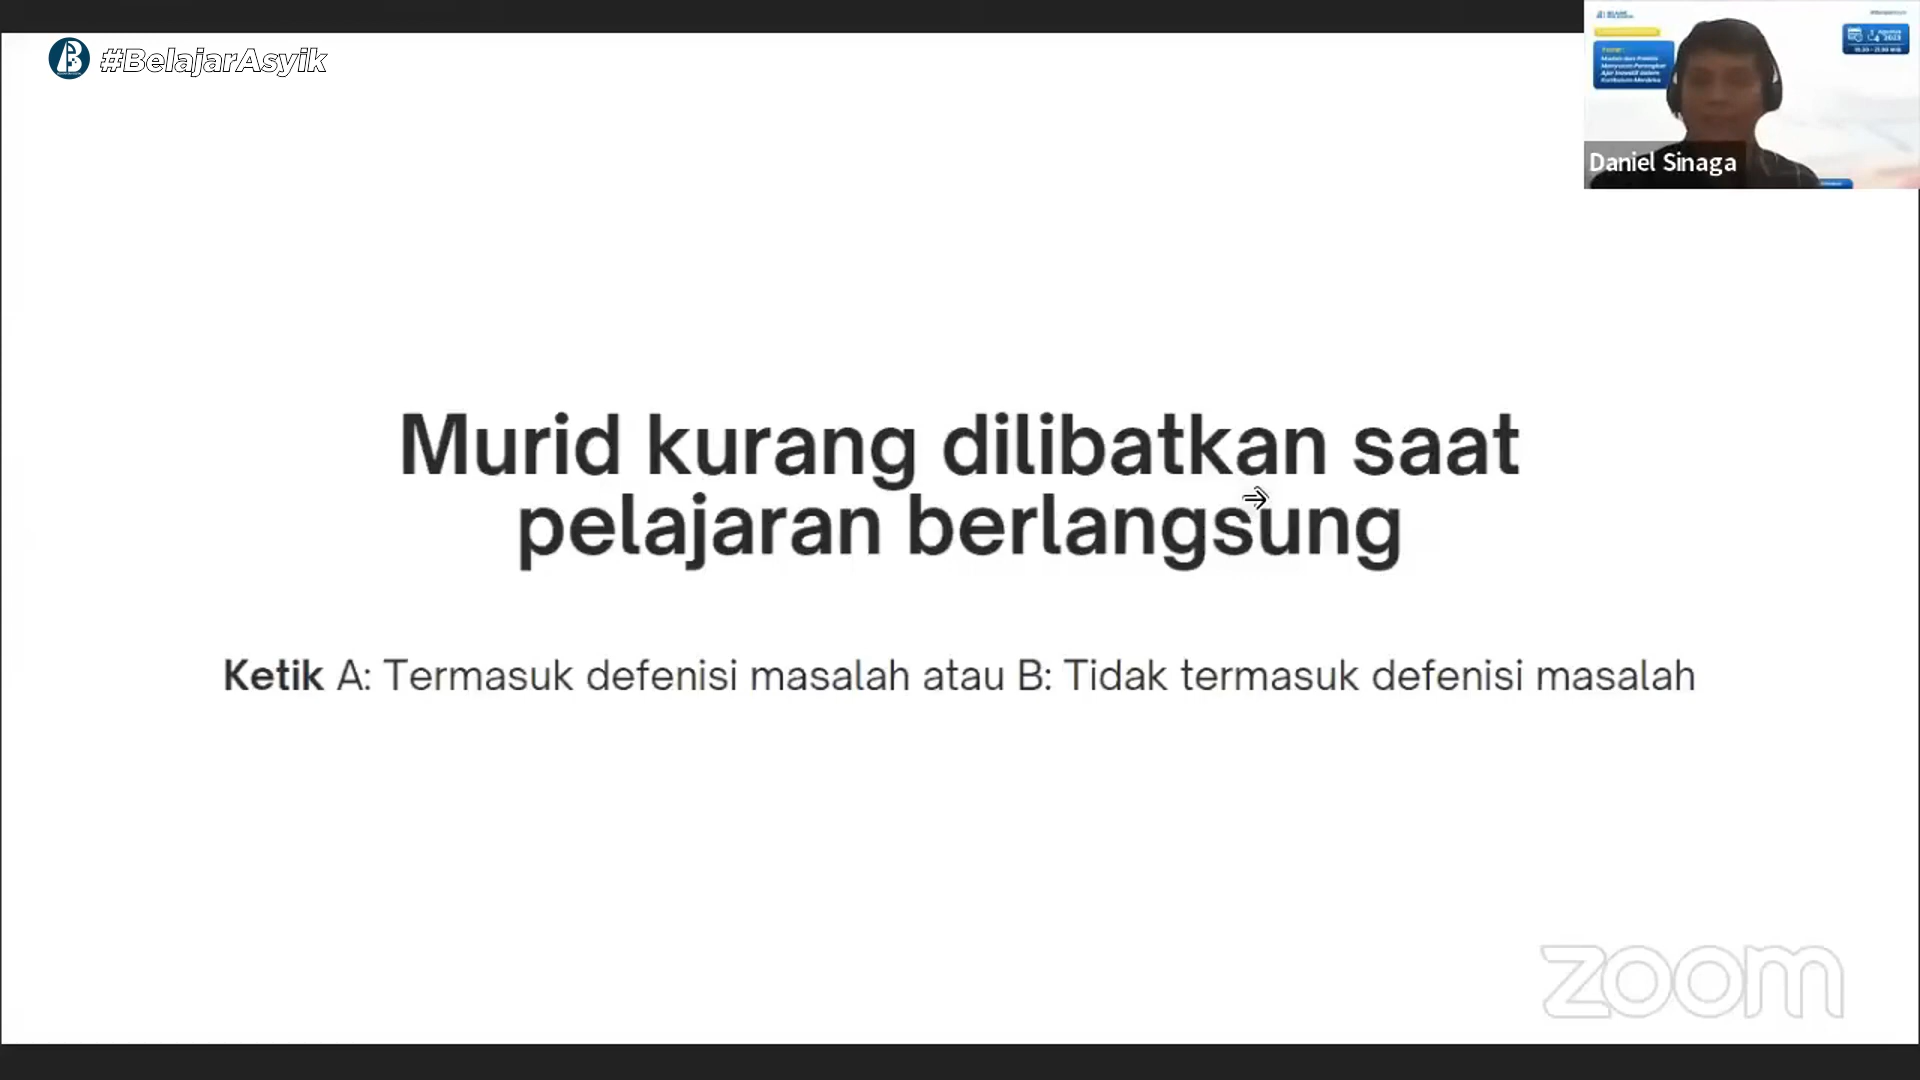 #BelajarAsyik
Daniel Sinaga
Murid kurang dilibatkan saat
pelajaran berlangsung
Ketik A: Termasuk defenisi masalah atau B: Tidak termasuk defenisi masalah
zoom